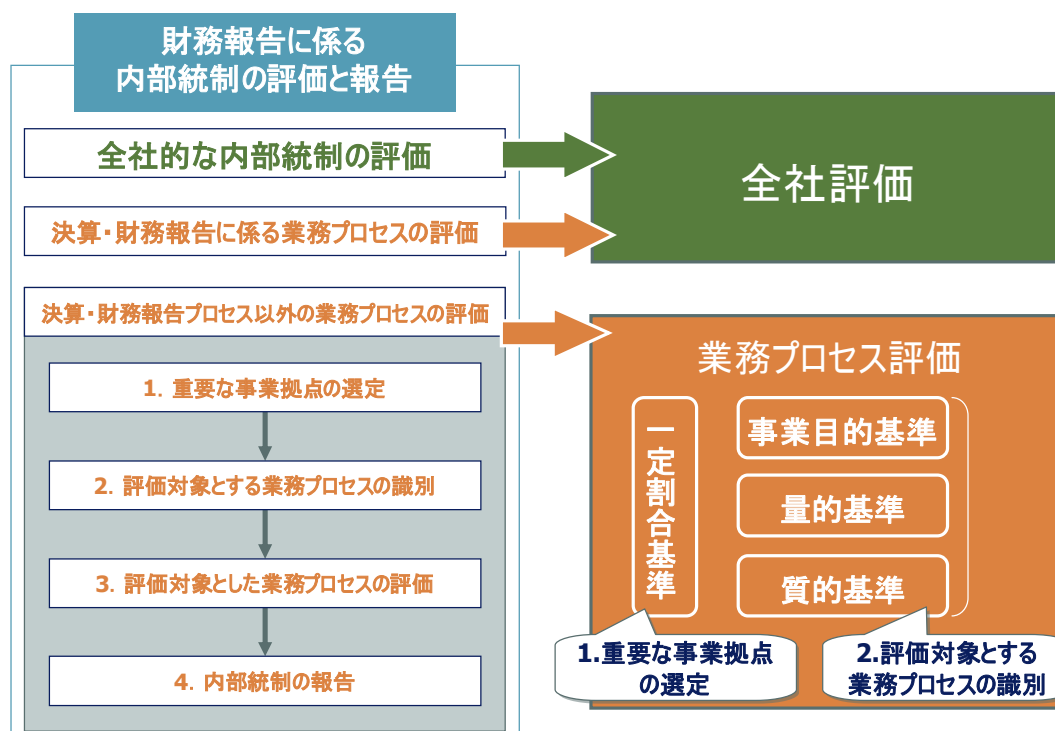 財務報告に係る
内部統制の評価と報告
全社的な内部統制の評価
決算・財務報告に係る業務プロセスの評価
決算・財務報告プロセス以外の業務プロセスの評価
1. 重要な事業拠点の選定
2. 評価対象とする業務プロセスの識別
3. 評価対象とした業務プロセスの評価
4. 内部統制の報告
全社評価
業務プロセス評価
一定割合基準
事業目的基準
量的基準
質的基準
1.重要な事業拠点
の選定
2.評価対象とする
業務プロセスの識別